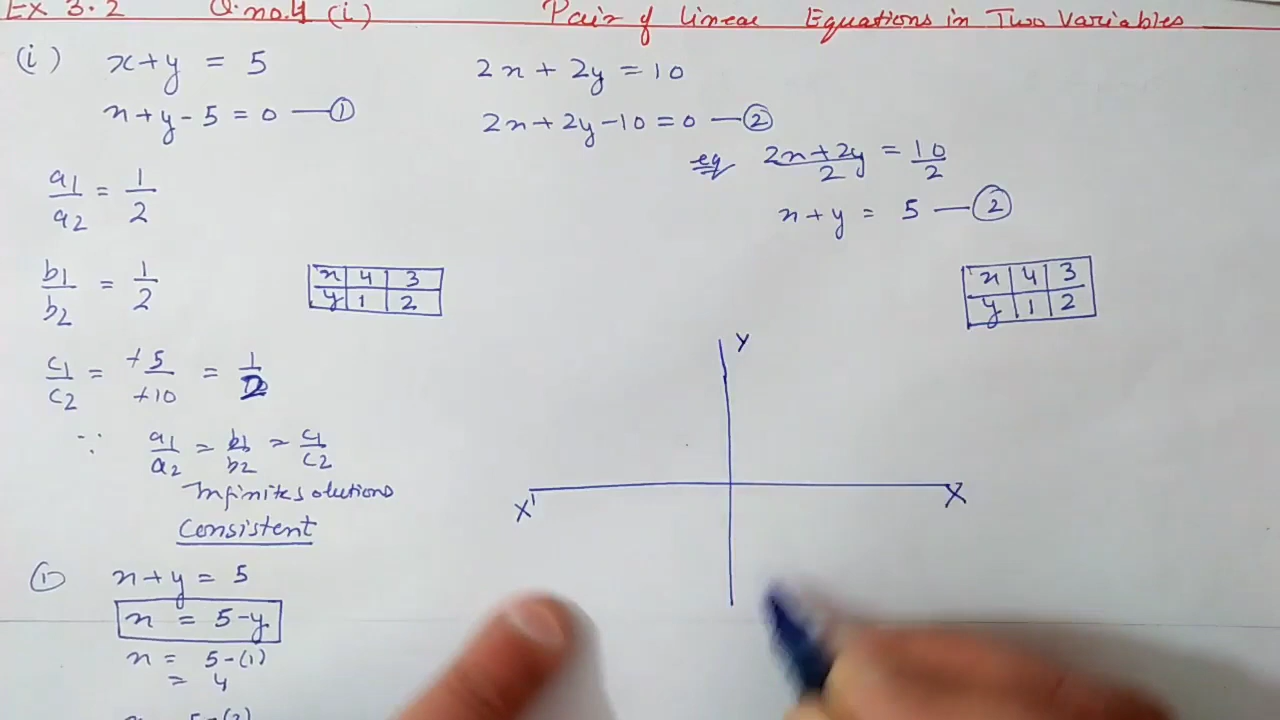 EX 3.2 Q.no.4 (i) Pair of linear Equations in Two Variables
(i) x+y = 5
x+y-5=0 —①
2x+2y=10
2x+2y-10=0 —②
eq 2x+2y/2 = 10/2
x+y = 5 —②
a1/a2 = 1/2
b1/b2 = 1/2
c1/c2 = +5/+10 = 1/2
∵ a1/a2 = b1/b2 = c1/c2
Infinite solutions
Consistent
x 4 3
y 1 2
x 4 3
y 1 2
Y
X' X
① x+y = 5
x = 5-y
x = 5-(1)
= 4